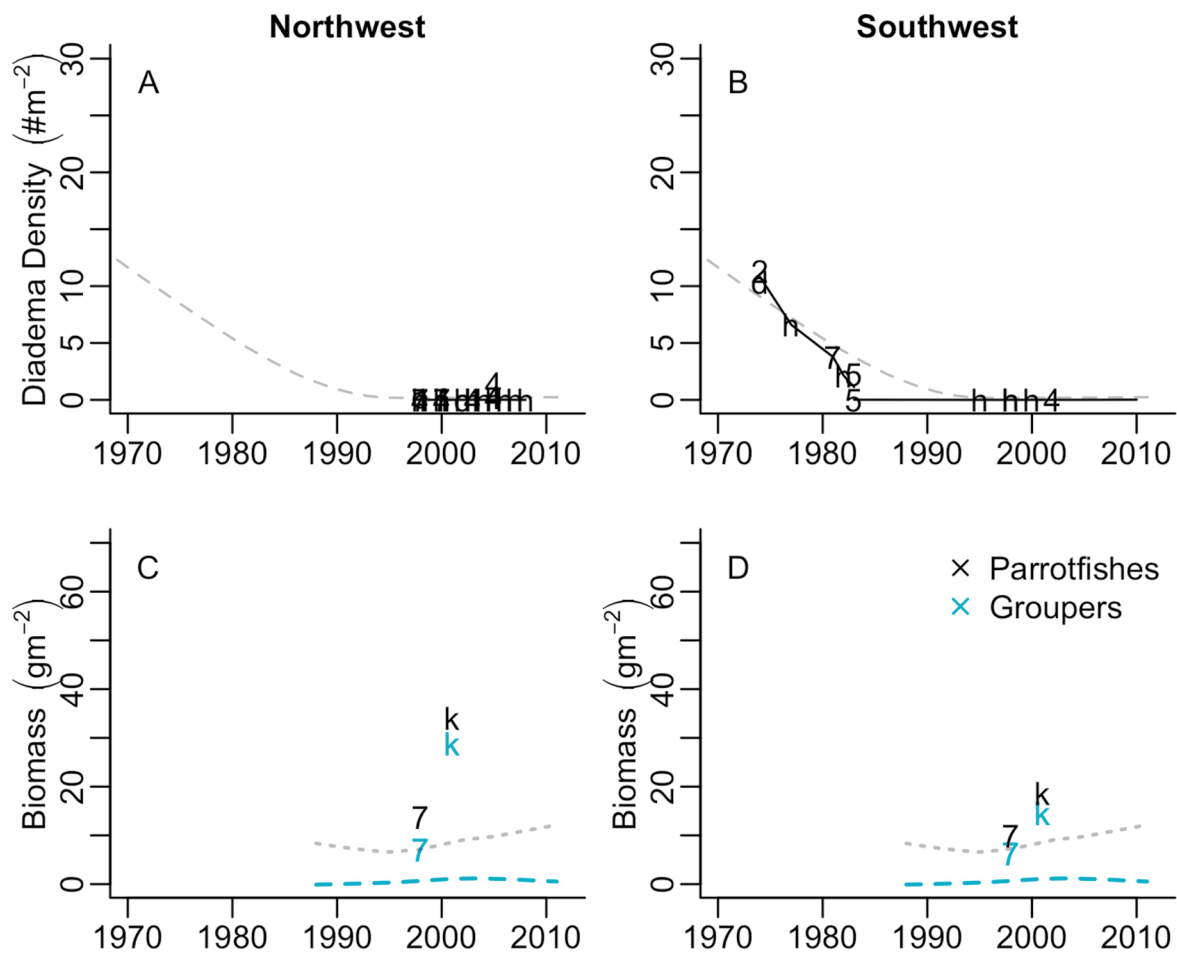 Northwest
Southwest
A
Diadema Density (#m⁻²)
0 5 10 20 30
2 d h 7 h 5 5 h h h 4
1970 1980 1990 2000 2010
B
0 5 10 20 30
1970 1980 1990 2000 2010
C
Biomass (gm⁻²)
0 20 40 60
k
k
7
7
1970 1980 1990 2000 2010
D
× Parrotfishes
× Groupers
Biomass (gm⁻²)
0 20 40 60
k
k
7
7
1970 1980 1990 2000 2010